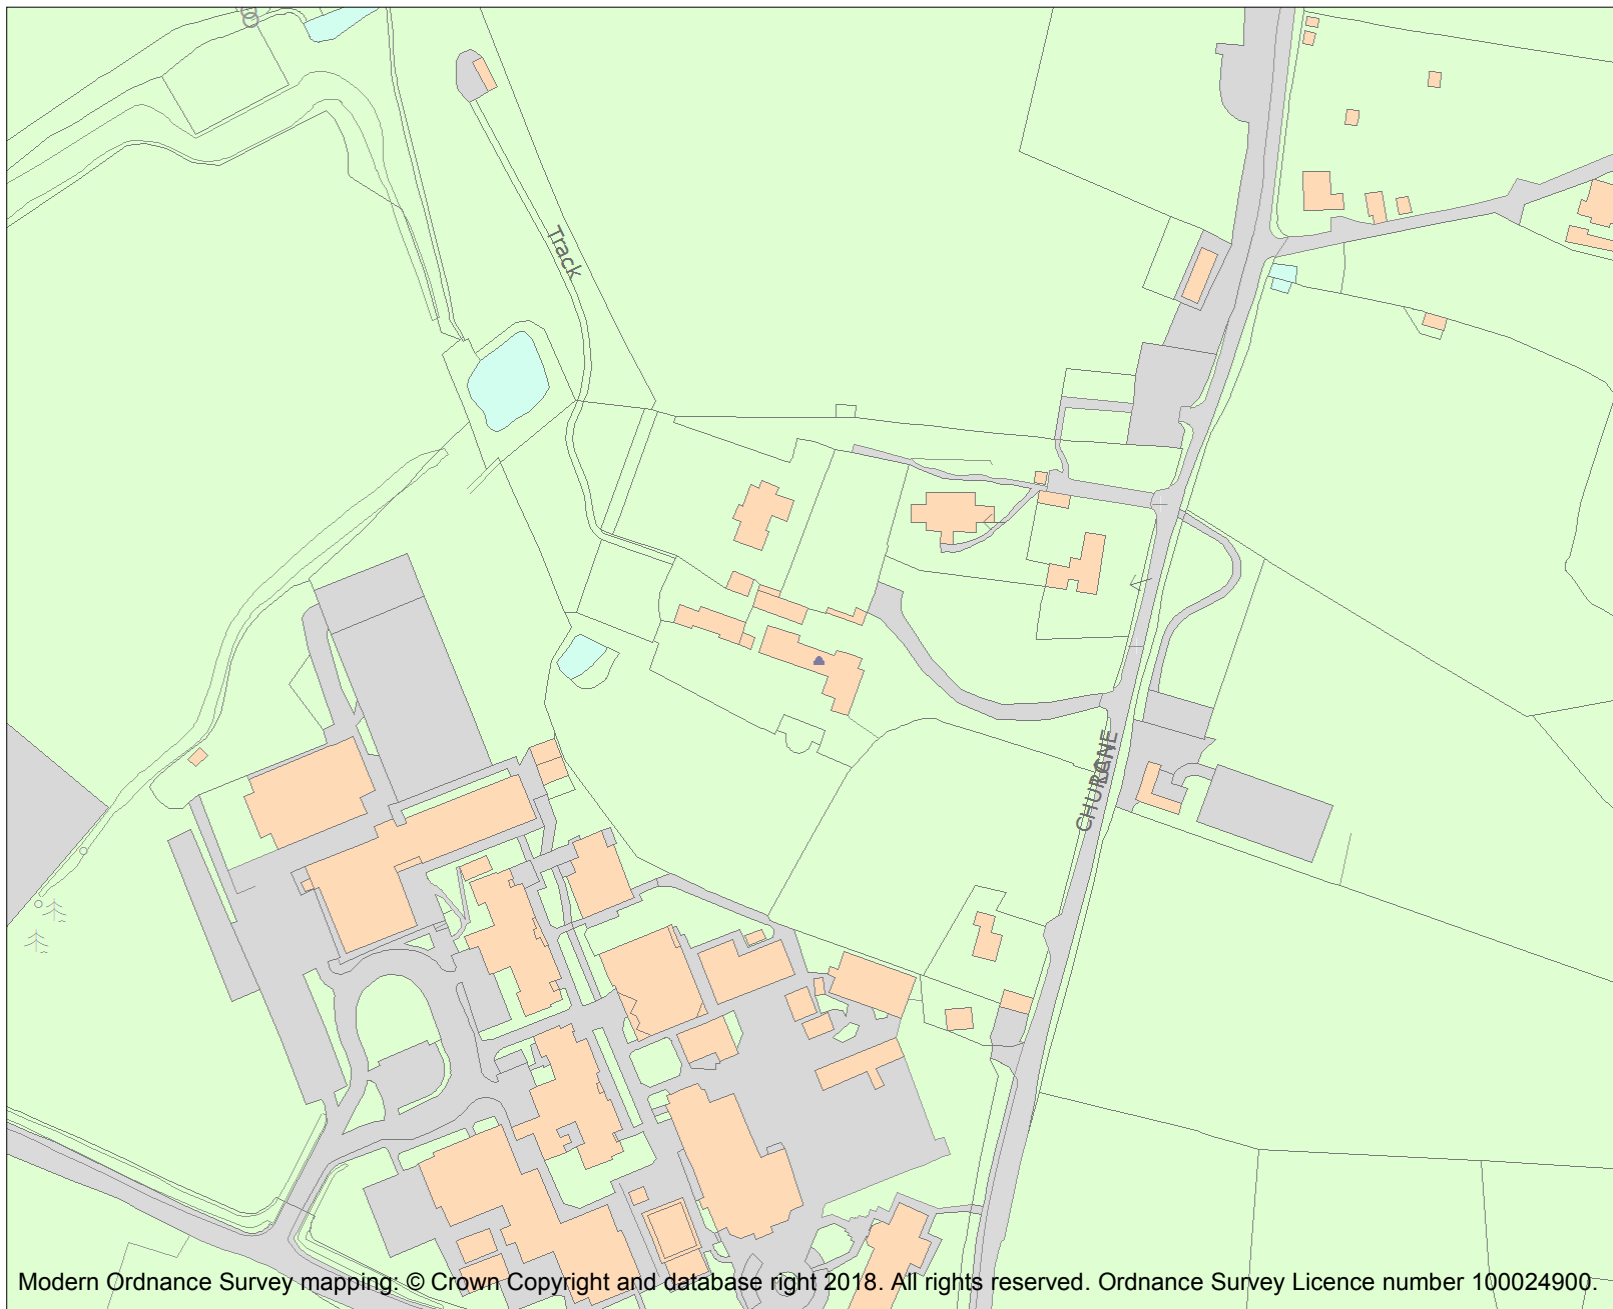 Track
CHURCH LANE
Modern Ordnance Survey mapping: © Crown Copyright and database right 2018. All rights reserved. Ordnance Survey Licence number 100024900.